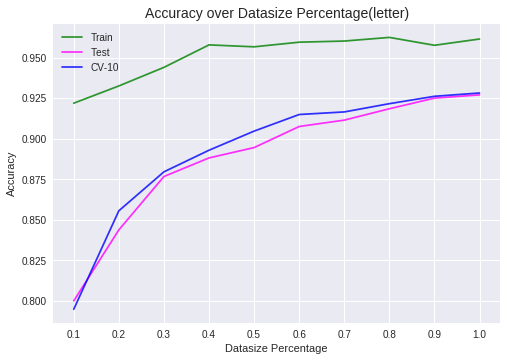 Accuracy over Datasize Percentage(letter)
Train
Test
CV-10
Accuracy
0.950
0.925
0.900
0.875
0.850
0.825
0.800
0.1 0.2 0.3 0.4 0.5 0.6 0.7 0.8 0.9 1.0
Datasize Percentage